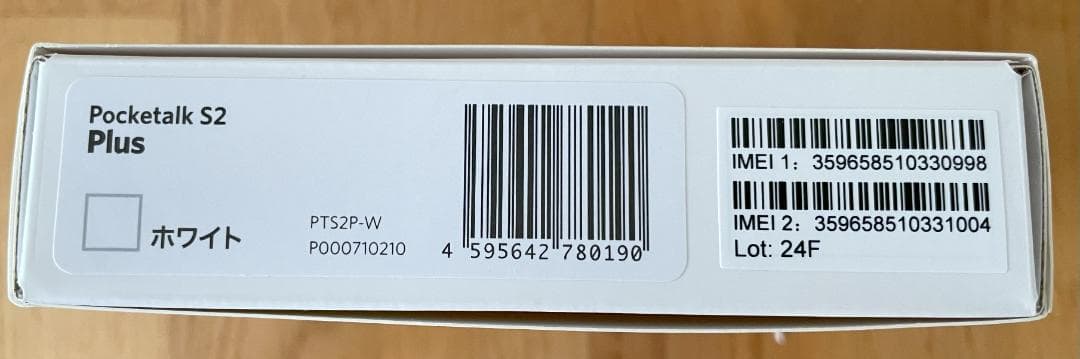 Pocketalk S2
Plus
ホワイト
PTS2P-W
P000710210
4 595642 780190
IMEI 1: 359658510330998
IMEI 2: 359658510331004
Lot: 24F